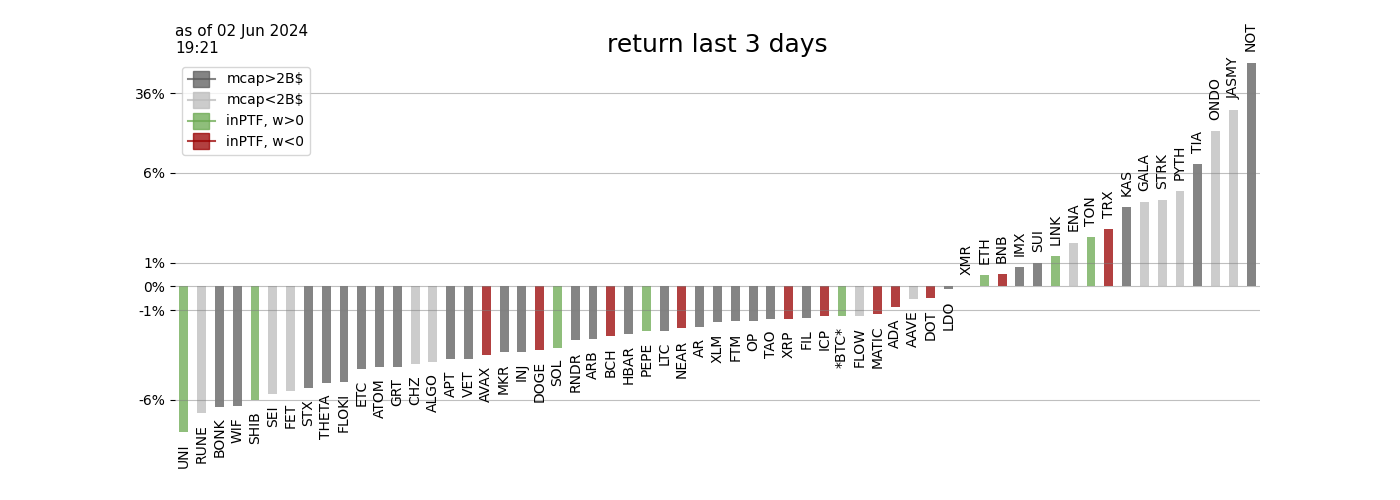 as of 02 Jun 2024
19:21
return last 3 days
mcap>2B$
mcap<2B$
inPTF, w>0
inPTF, w<0
36%
6%
1%
0%
-1%
-6%
UNI
RUNE
BONK
WIF
SHIB
SEI
FET
STX
THETA
FLOKI
ETC
ATOM
GRT
CHZ
ALGO
APT
VET
AVAX
MKR
INJ
DOGE
SOL
RNDR
ARB
BCH
HBAR
PEPE
LTC
NEAR
AR
XLM
FTM
OP
TAO
XRP
FIL
ICP
*BTC*
FLOW
MATIC
ADA
AAVE
DOT
LDO
XMR
ETH
BNB
IMX
SUI
LINK
ENA
TON
TRX
KAS
GALA
STRK
PYTH
TIA
ONDO
JASMY
NOT